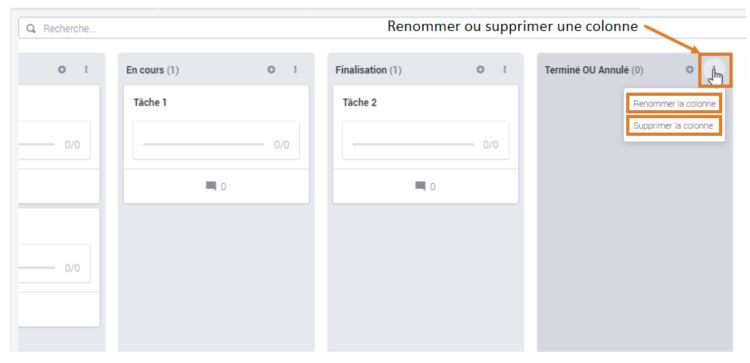 Renommer ou supprimer une colonne
Recherche...
En cours (1)
Finalisation (1)
Terminé OU Annulé (0)
Tâche 1
Tâche 2
Renommer la colonne
Supprimer la colonne
0/0
0/0
0/0
0
0
0/0